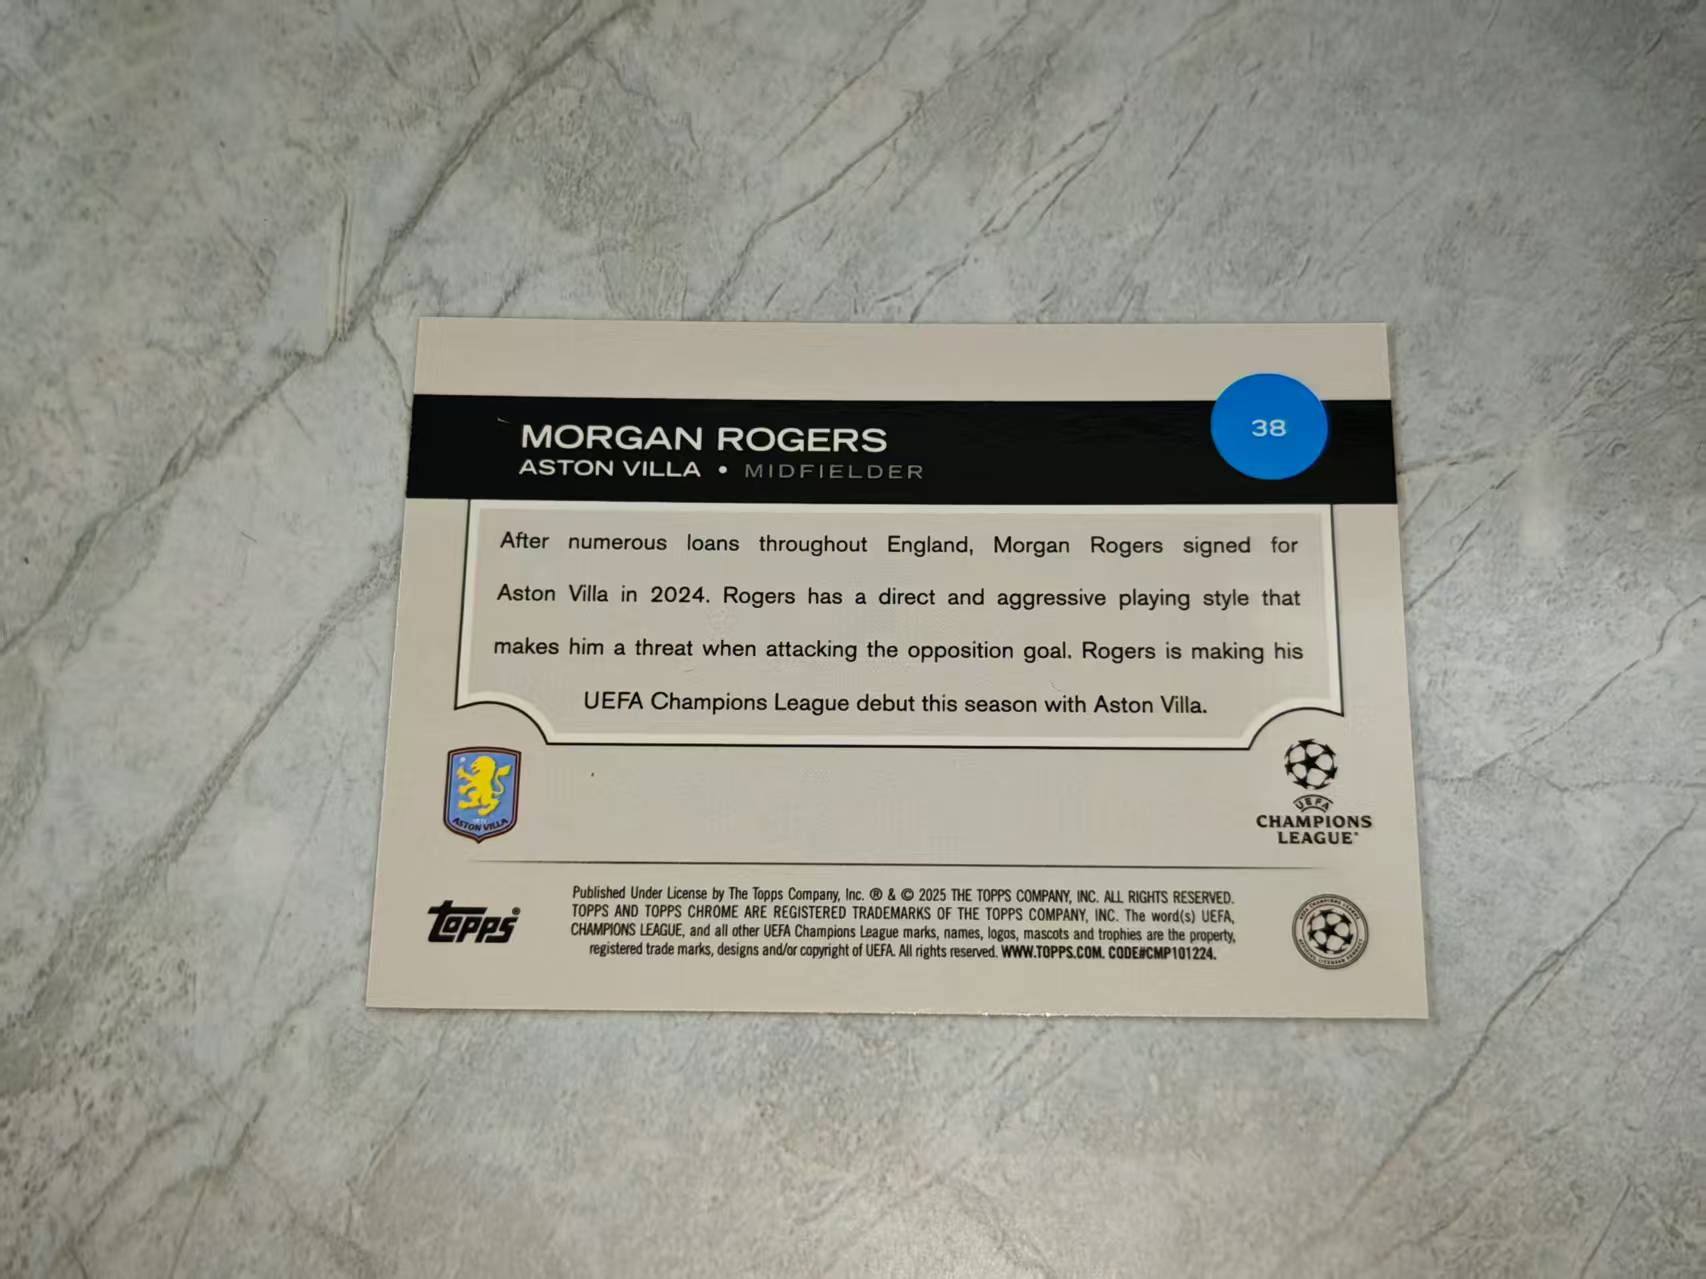 MORGAN ROGERS
ASTON VILLA • MIDFIELDER
38
After numerous loans throughout England, Morgan Rogers signed for
Aston Villa in 2024. Rogers has a direct and aggressive playing style that
makes him a threat when attacking the opposition goal. Rogers is making his
UEFA Champions League debut this season with Aston Villa.
ASTON VILLA
UEFA
CHAMPIONS
LEAGUE
topps®
Published Under License by The Topps Company, Inc. ® & © 2025 THE TOPPS COMPANY, INC. ALL RIGHTS RESERVED.
TOPPS AND TOPPS CHROME ARE REGISTERED TRADEMARKS OF THE TOPPS COMPANY, INC. The word(s) UEFA,
CHAMPIONS LEAGUE, and all other UEFA Champions League marks, names, logos, mascots and trophies are the property,
registered trade marks, designs and/or copyright of UEFA. All rights reserved. WWW.TOPPS.COM. CODE#CMP101224.